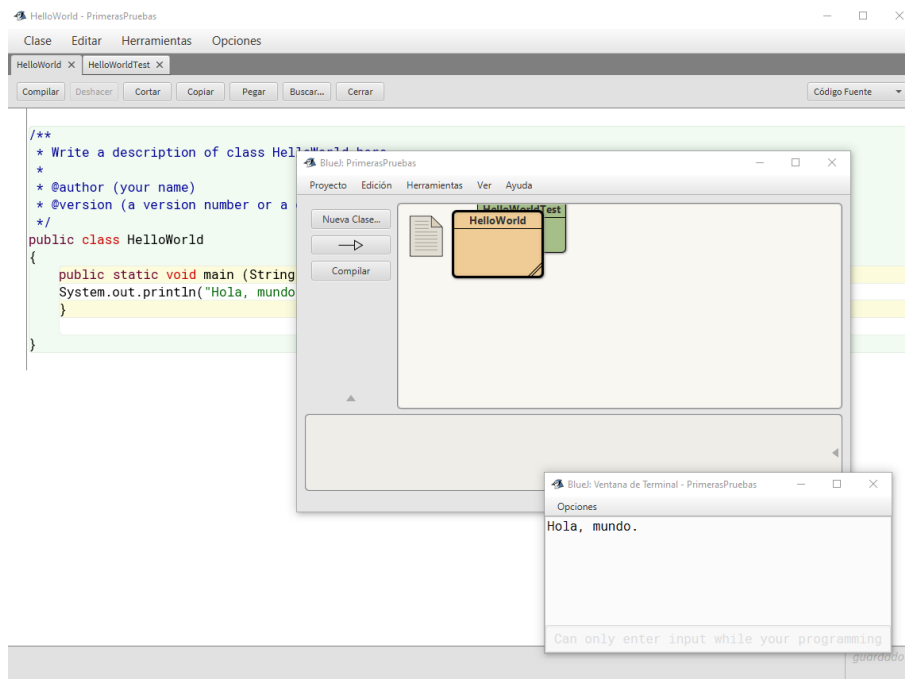 HelloWorld - PrimerasPruebas
Clase Editar Herramientas Opciones
HelloWorld HelloWorldTest
Compilar Deshacer Cortar Copiar Pegar Buscar... Cerrar Código Fuente
/**
* Write a description of class
*
* @author (your name)
* @version (a version number or a
*/
public class HelloWorld
{
public static void main (String
System.out.println("Hola, mundo
}
}
BlueJ: PrimerasPruebas
Proyecto Edición Herramientas Ver Ayuda
Nueva Clase...
Compilar
HelloWorldTest
HelloWorld
BlueJ: Ventana de Terminal - PrimerasPruebas
Opciones
Hola, mundo.
Can only enter input while your programming
guardado